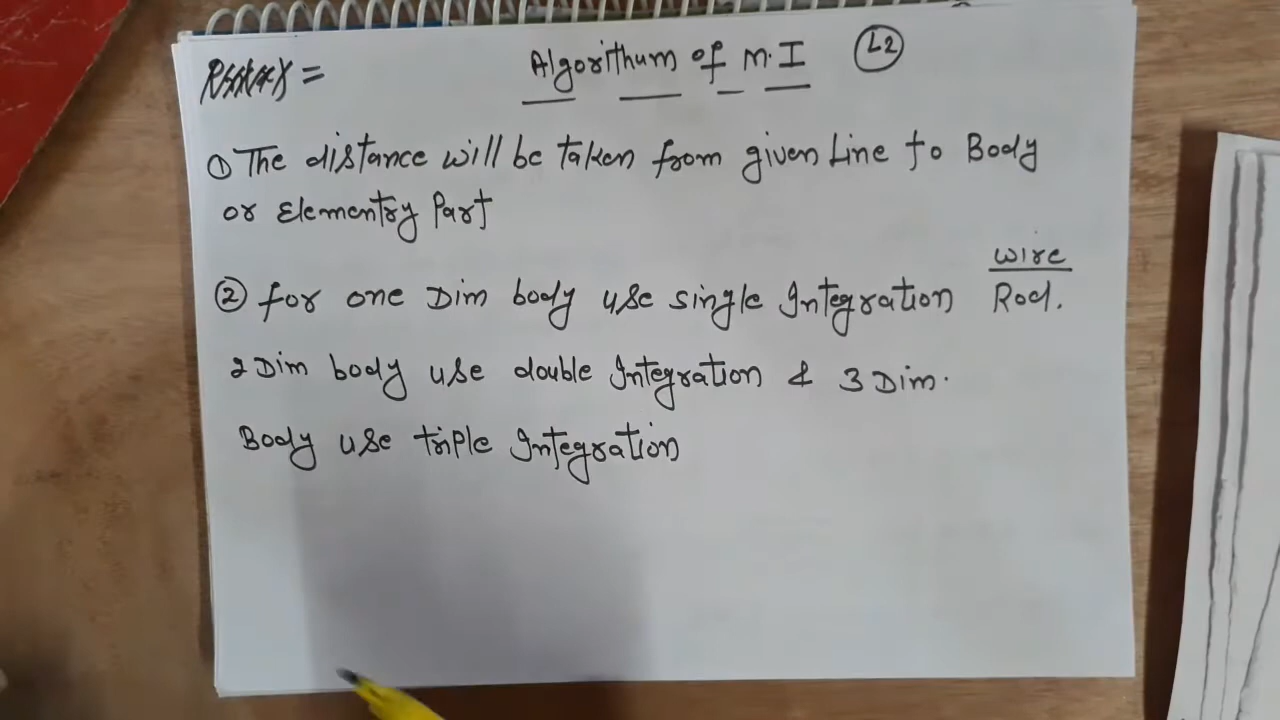 Algorithum of M.I L2
① The distance will be taken from given Line to Body
or Elementry Part
wire
② for one Dim body use single Integration Rod.
2 Dim body use double Integration & 3 Dim.
Body use triple Integration